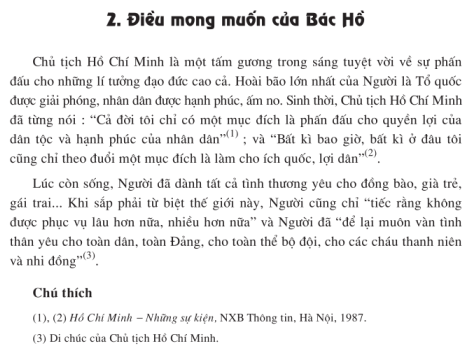 2. Điều mong muốn của Bác Hồ
Chủ tịch Hồ Chí Minh là một tấm gương trong sáng tuyệt vời về sự phấn
đấu cho những lí tưởng đạo đức cao cả. Hoài bão lớn nhất của Người là Tổ quốc
được giải phóng, nhân dân được hạnh phúc, ấm no. Sinh thời, Chủ tịch Hồ Chí Minh
đã từng nói : “Cả đời tôi chỉ có một mục đích là phấn đấu cho quyền lợi của
dân tộc và hạnh phúc của nhân dân”(1) ; và “Bất kì bao giờ, bất kì ở đâu tôi
cũng chỉ theo đuổi một mục đích là làm cho ích quốc, lợi dân”(2).
Lúc còn sống, Người đã dành tất cả tình thương yêu cho đồng bào, già trẻ,
gái trai... Khi sắp phải từ biệt thế giới này, Người cũng chỉ “tiếc rằng không
được phục vụ lâu hơn nữa, nhiều hơn nữa” và Người đã “để lại muôn vàn tình
thân yêu cho toàn dân, toàn Đảng, cho toàn thể bộ đội, cho các cháu thanh niên
và nhi đồng”(3).
Chú thích
(1), (2) Hồ Chí Minh – Những sự kiện, NXB Thông tin, Hà Nội, 1987.
(3) Di chúc của Chủ tịch Hồ Chí Minh.